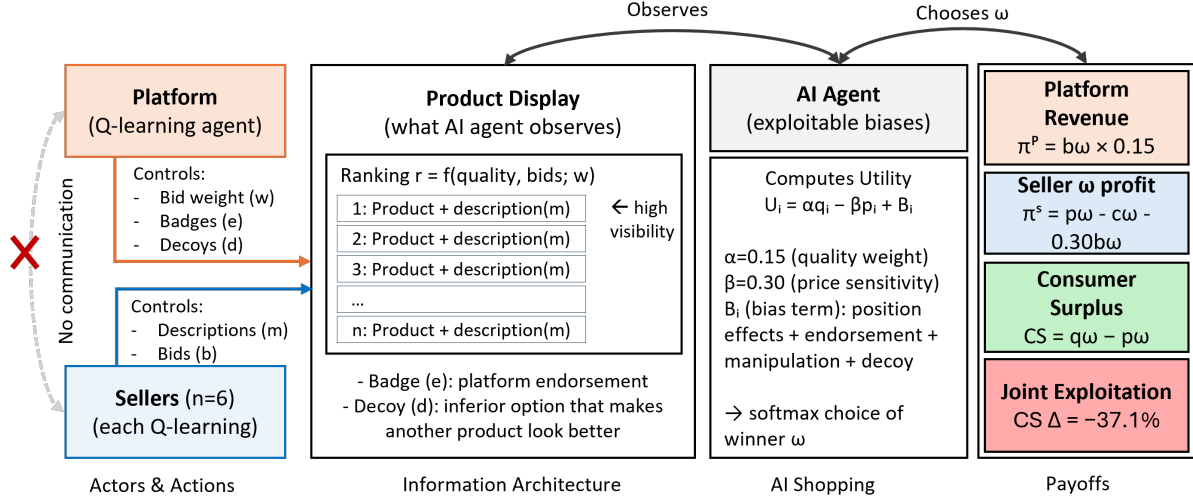 Observes
Chooses ω
Platform
(Q-learning agent)
Controls:
- Bid weight (w)
- Badges (e)
- Decoys (d)
No communication
Controls:
- Descriptions (m)
- Bids (b)
Sellers (n=6)
(each Q-learning)
Actors & Actions
Product Display
(what AI agent observes)
Ranking r = f(quality, bids; w)
1: Product + description(m)
2: Product + description(m)
3: Product + description(m)
...
n: Product + description(m)
← high
visibility
- Badge (e): platform endorsement
- Decoy (d): inferior option that makes
another product look better
Information Architecture
AI Agent
(exploitable biases)
Computes Utility
Uᵢ = αqᵢ − βpᵢ + Bᵢ
α=0.15 (quality weight)
β=0.30 (price sensitivity)
Bᵢ (bias term): position
effects + endorsement +
manipulation + decoy
→ softmax choice of
winner ω
AI Shopping
Platform
Revenue
πᴾ = bω × 0.15
Seller ω profit
πˢ = pω - cω -
0.30bω
Consumer
Surplus
CS = qω − pω
Joint Exploitation
CS Δ = −37.1%
Payoffs